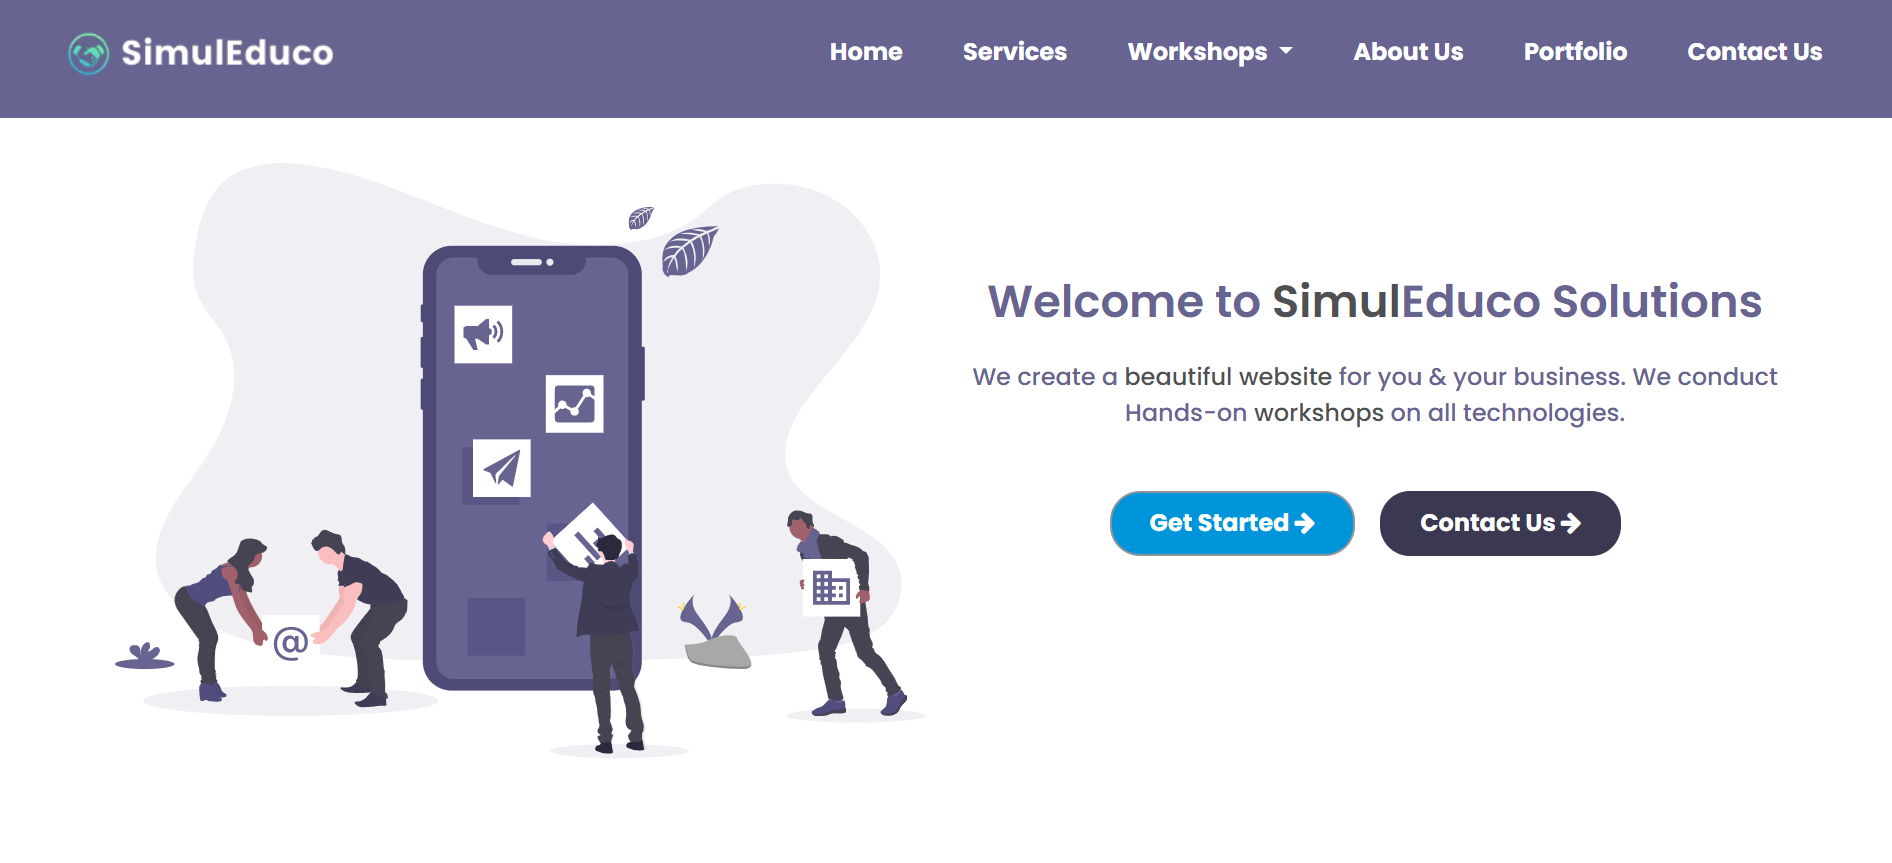 SimulEduco
Home Services Workshops About Us Portfolio Contact Us
Welcome to SimulEduco Solutions
We create a beautiful website for you & your business. We conduct
Hands-on workshops on all technologies.
Get Started Contact Us
@